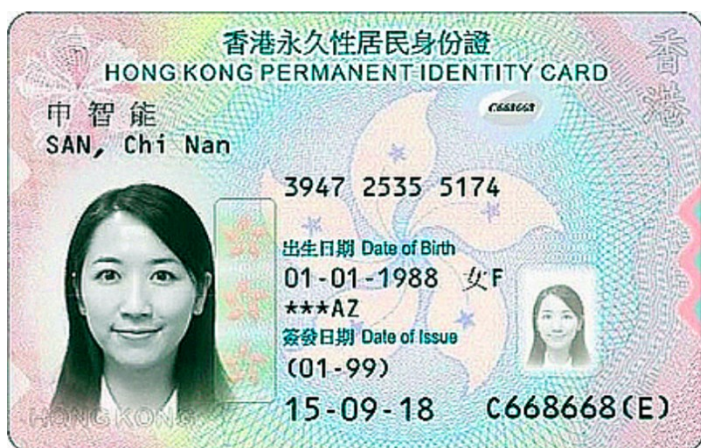 香港永久性居民身份證
HONG KONG PERMANENT IDENTITY CARD
香港
C668668
申智能
SAN, Chi Nan
3947 2535 5174
出生日期 Date of Birth
01-01-1988 女F
***AZ
簽發日期 Date of Issue
(01-99)
15-09-18 C668668(E)
HONG KONG